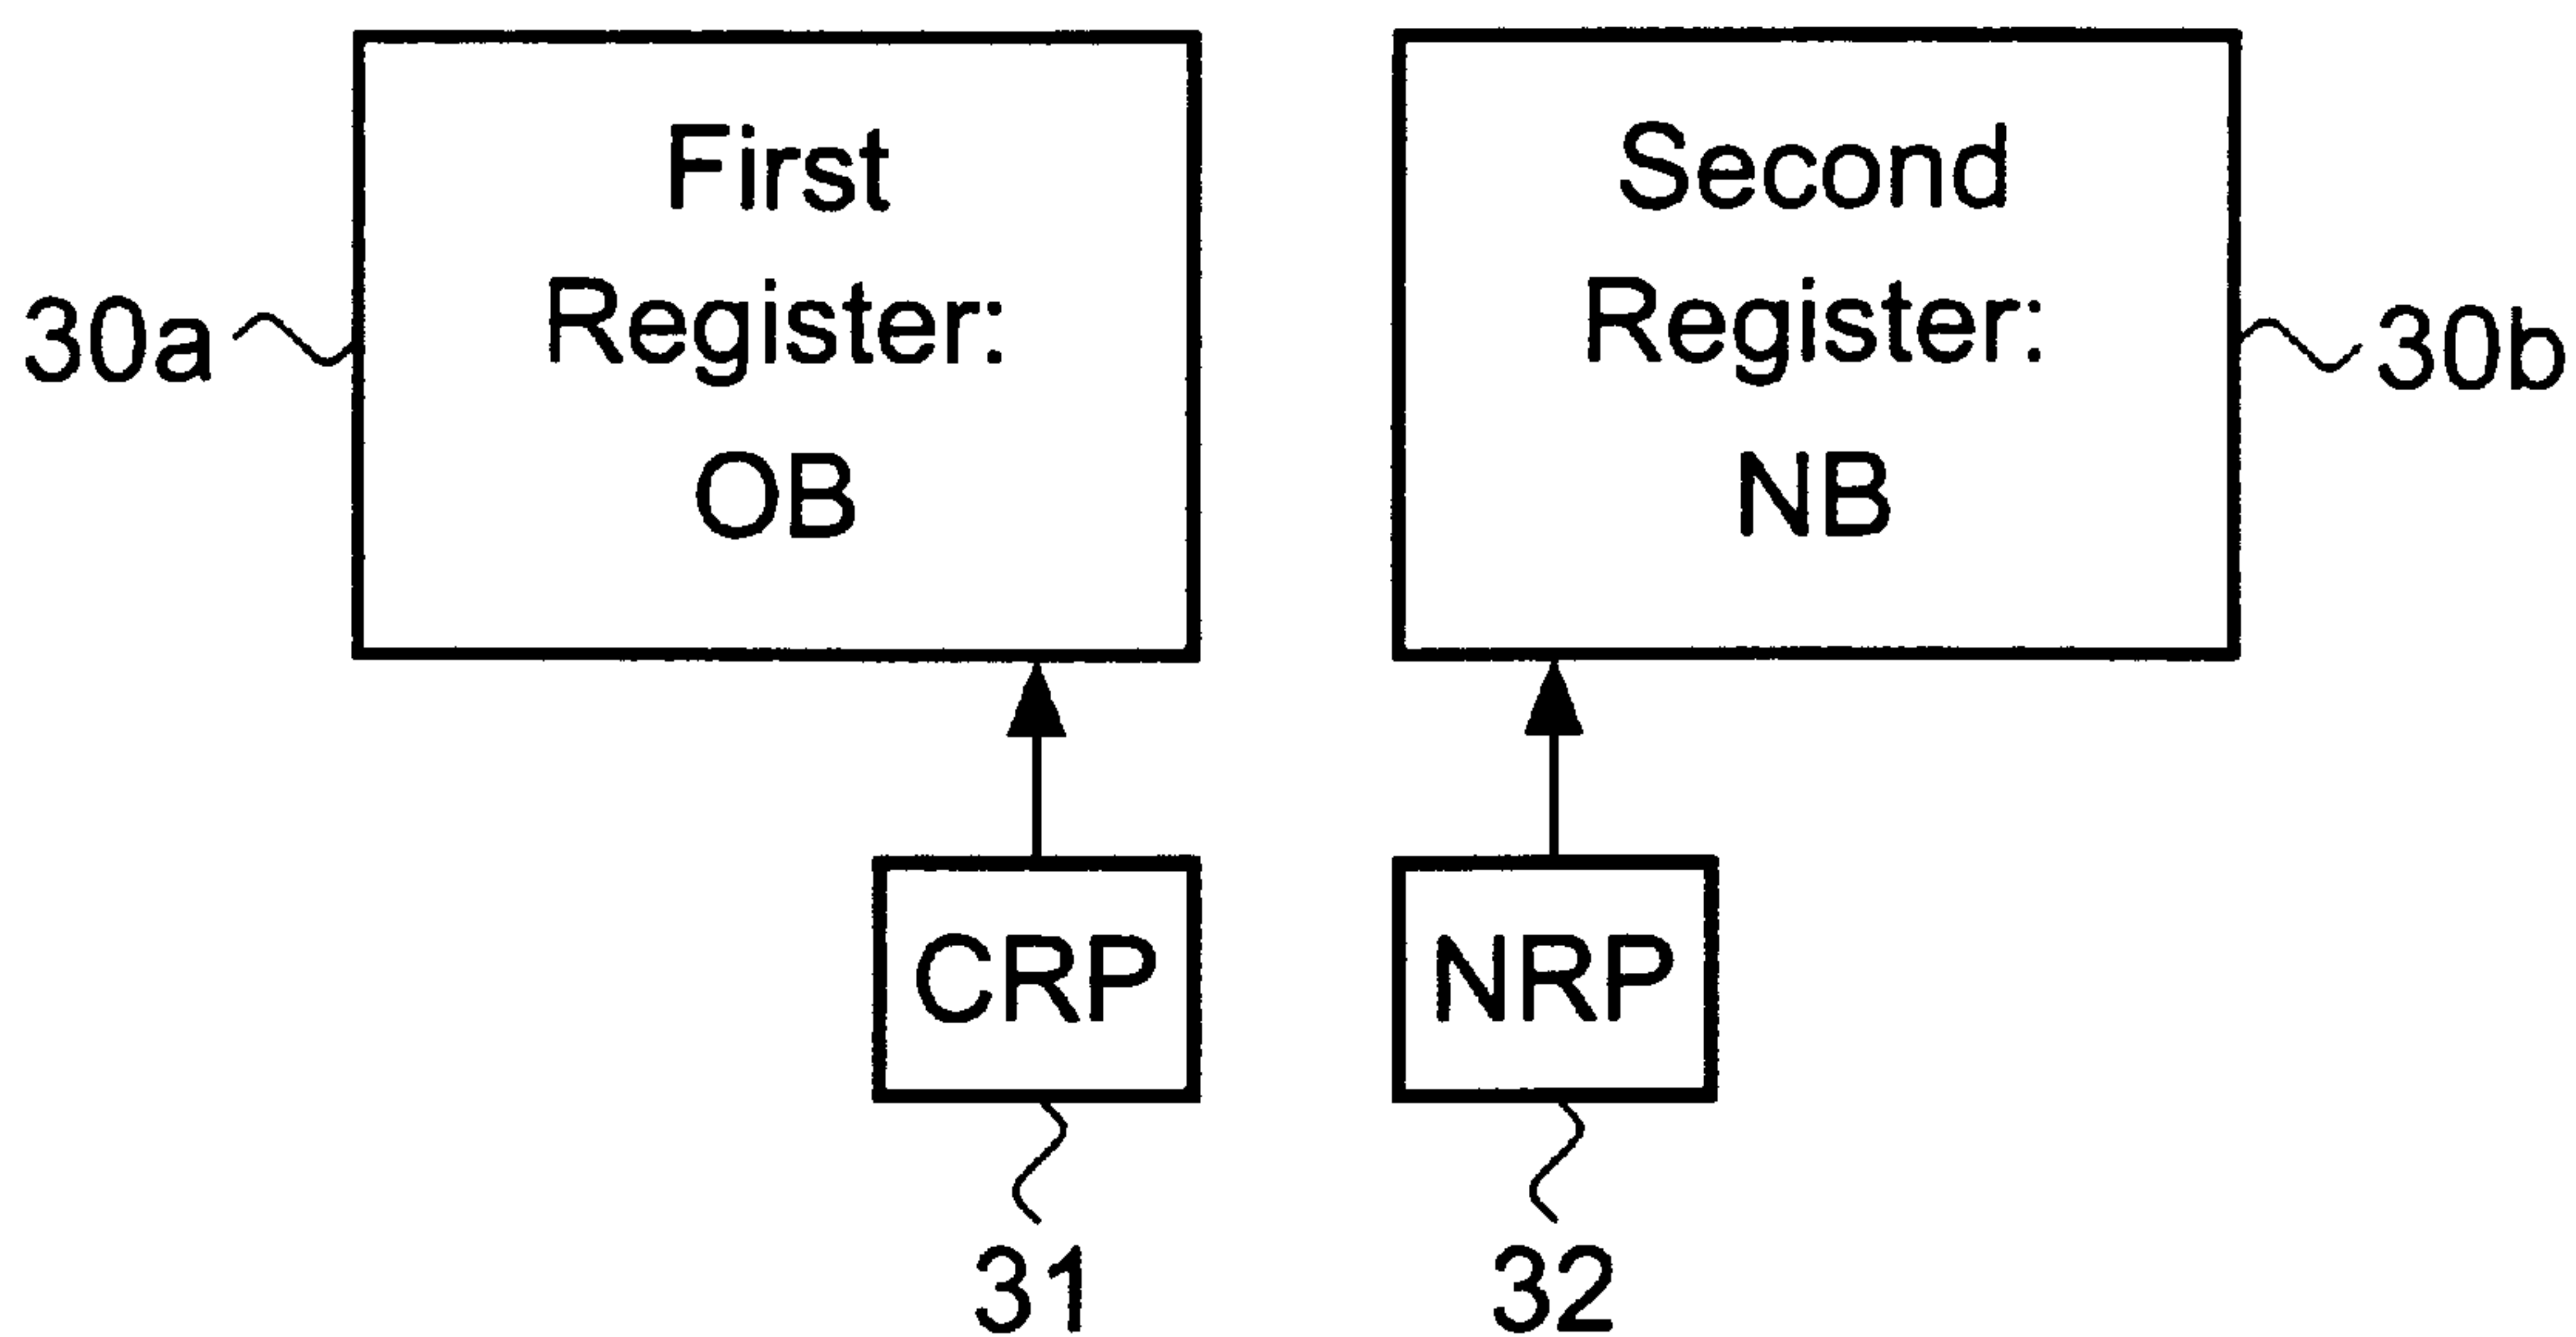 First
Register:
OB
30a
Second
Register:
NB
30b
CRP
NRP
31
32